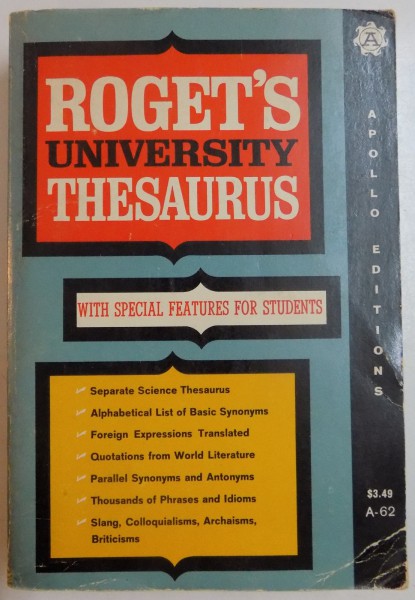 A
ROGET'S
UNIVERSITY
THESAURUS
APOLLO EDITIONS
WITH SPECIAL FEATURES FOR STUDENTS
Separate Science Thesaurus
Alphabetical List of Basic Synonyms
Foreign Expressions Translated
Quotations from World Literature
Parallel Synonyms and Antonyms
Thousands of Phrases and Idioms
Slang, Colloquialisms, Archaisms,
Briticisms
$3.49
A-62